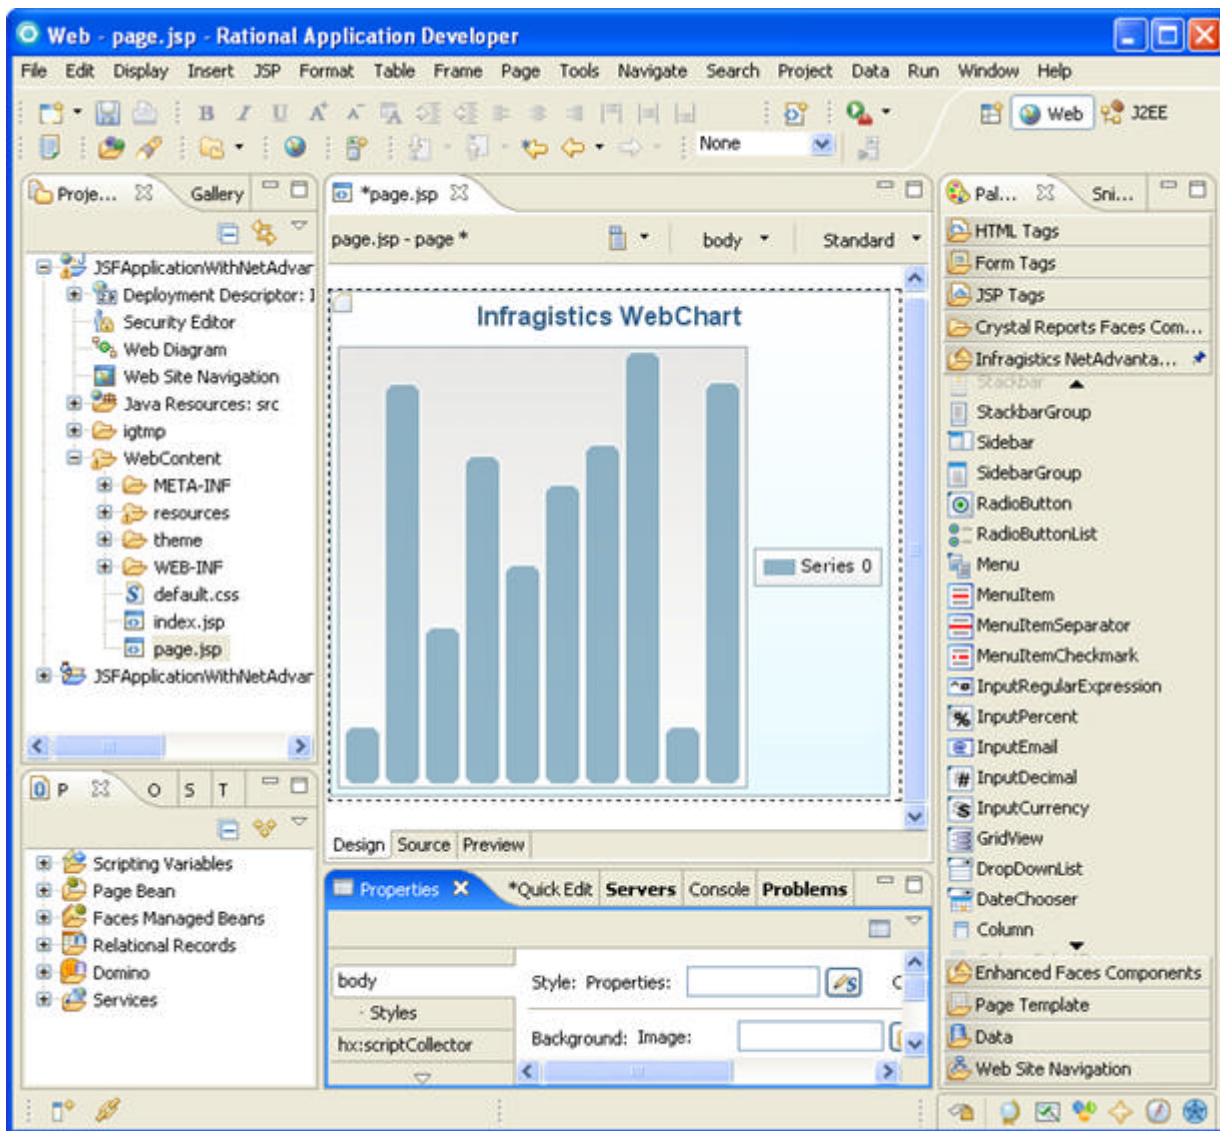 Web - page.jsp - Rational Application Developer
File Edit Display Insert JSP Format Table Frame Page Tools Navigate Search Project Data Run Window Help
B I U A A
Web J2EE
None
Proje... Gallery
JSFApplicationWithNetAdvar
Deployment Descriptor: I
Security Editor
Web Diagram
Web Site Navigation
Java Resources: src
igtmp
WebContent
META-INF
resources
theme
WEB-INF
default.css
index.jsp
page.jsp
JSFApplicationWithNetAdvar
P O S T
Scripting Variables
Page Bean
Faces Managed Beans
Relational Records
Domino
Services
*page.jsp
page.jsp - page * body Standard
Infragistics WebChart
Series 0
Design Source Preview
Properties *Quick Edit Servers Console Problems
body
Styles
hx:scriptCollector
Style: Properties: C
Background: Image:
Pal... Sni...
HTML Tags
Form Tags
JSP Tags
Crystal Reports Faces Com...
Infragistics NetAdvanta...
Stackbar
StackbarGroup
Sidebar
SidebarGroup
RadioButton
RadioButtonList
Menu
MenuItem
MenuItemSeparator
MenuItemCheckmark
InputRegularExpression
InputPercent
InputEmail
InputDecimal
InputCurrency
GridView
DropDownList
DateChooser
Column
Enhanced Faces Components
Page Template
Data
Web Site Navigation